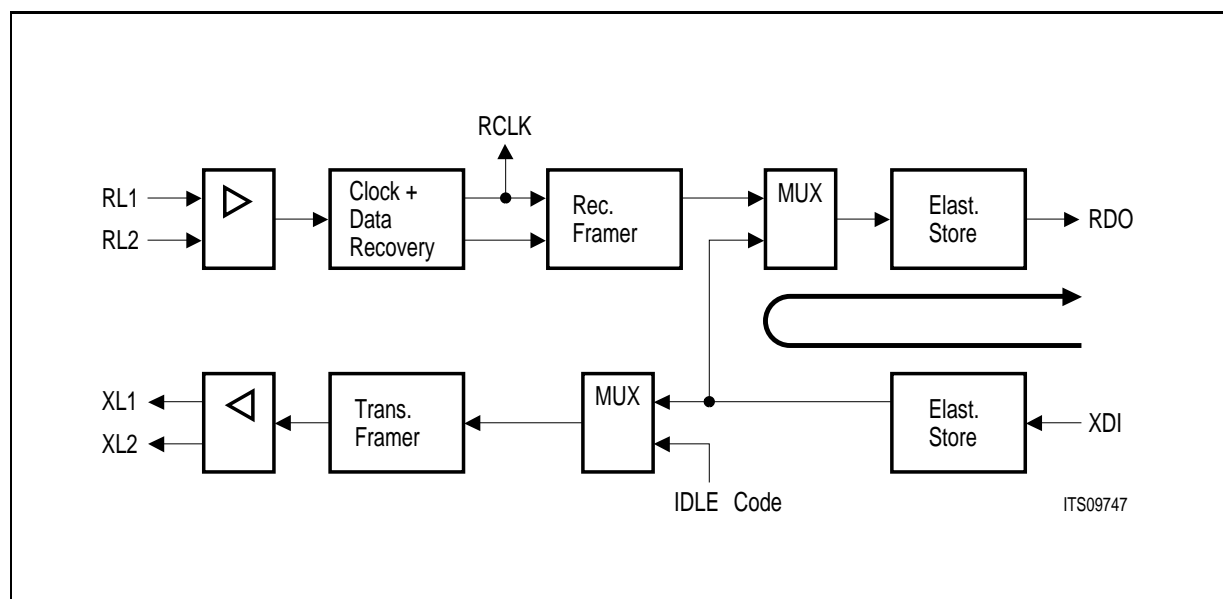 RCLK
RL1
RL2
Clock +
Data
Recovery
Rec.
Framer
MUX
Elast.
Store
RDO
XL1
XL2
Trans.
Framer
MUX
Elast.
Store
XDI
IDLE Code
ITS09747